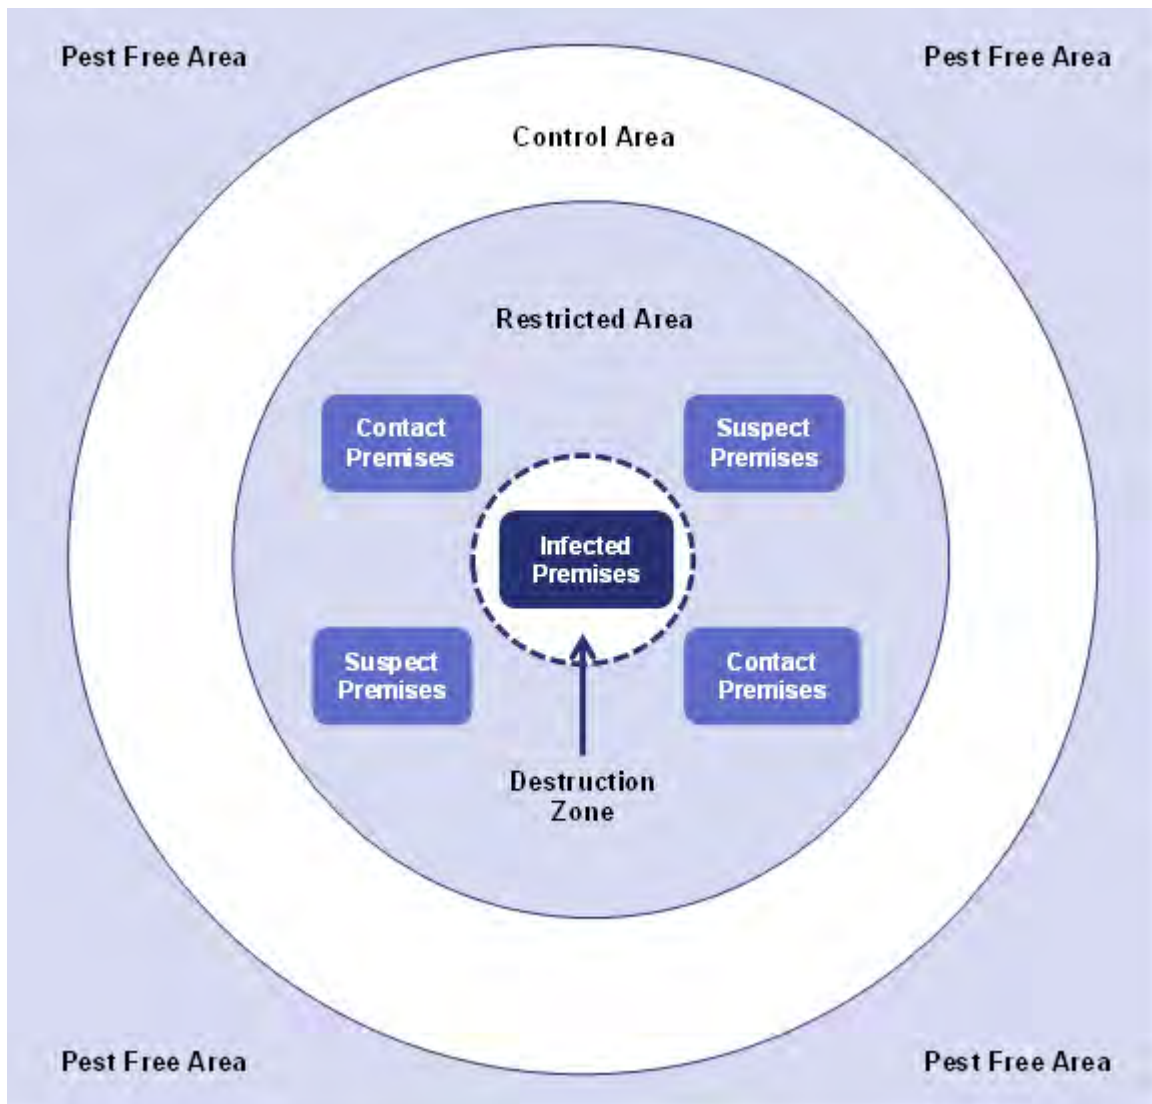 Pest Free Area
Pest Free Area
Control Area
Restricted Area
Contact
Premises
Suspect
Premises
Infected
Premises
Suspect
Premises
Contact
Premises
Destruction
Zone
Pest Free Area
Pest Free Area